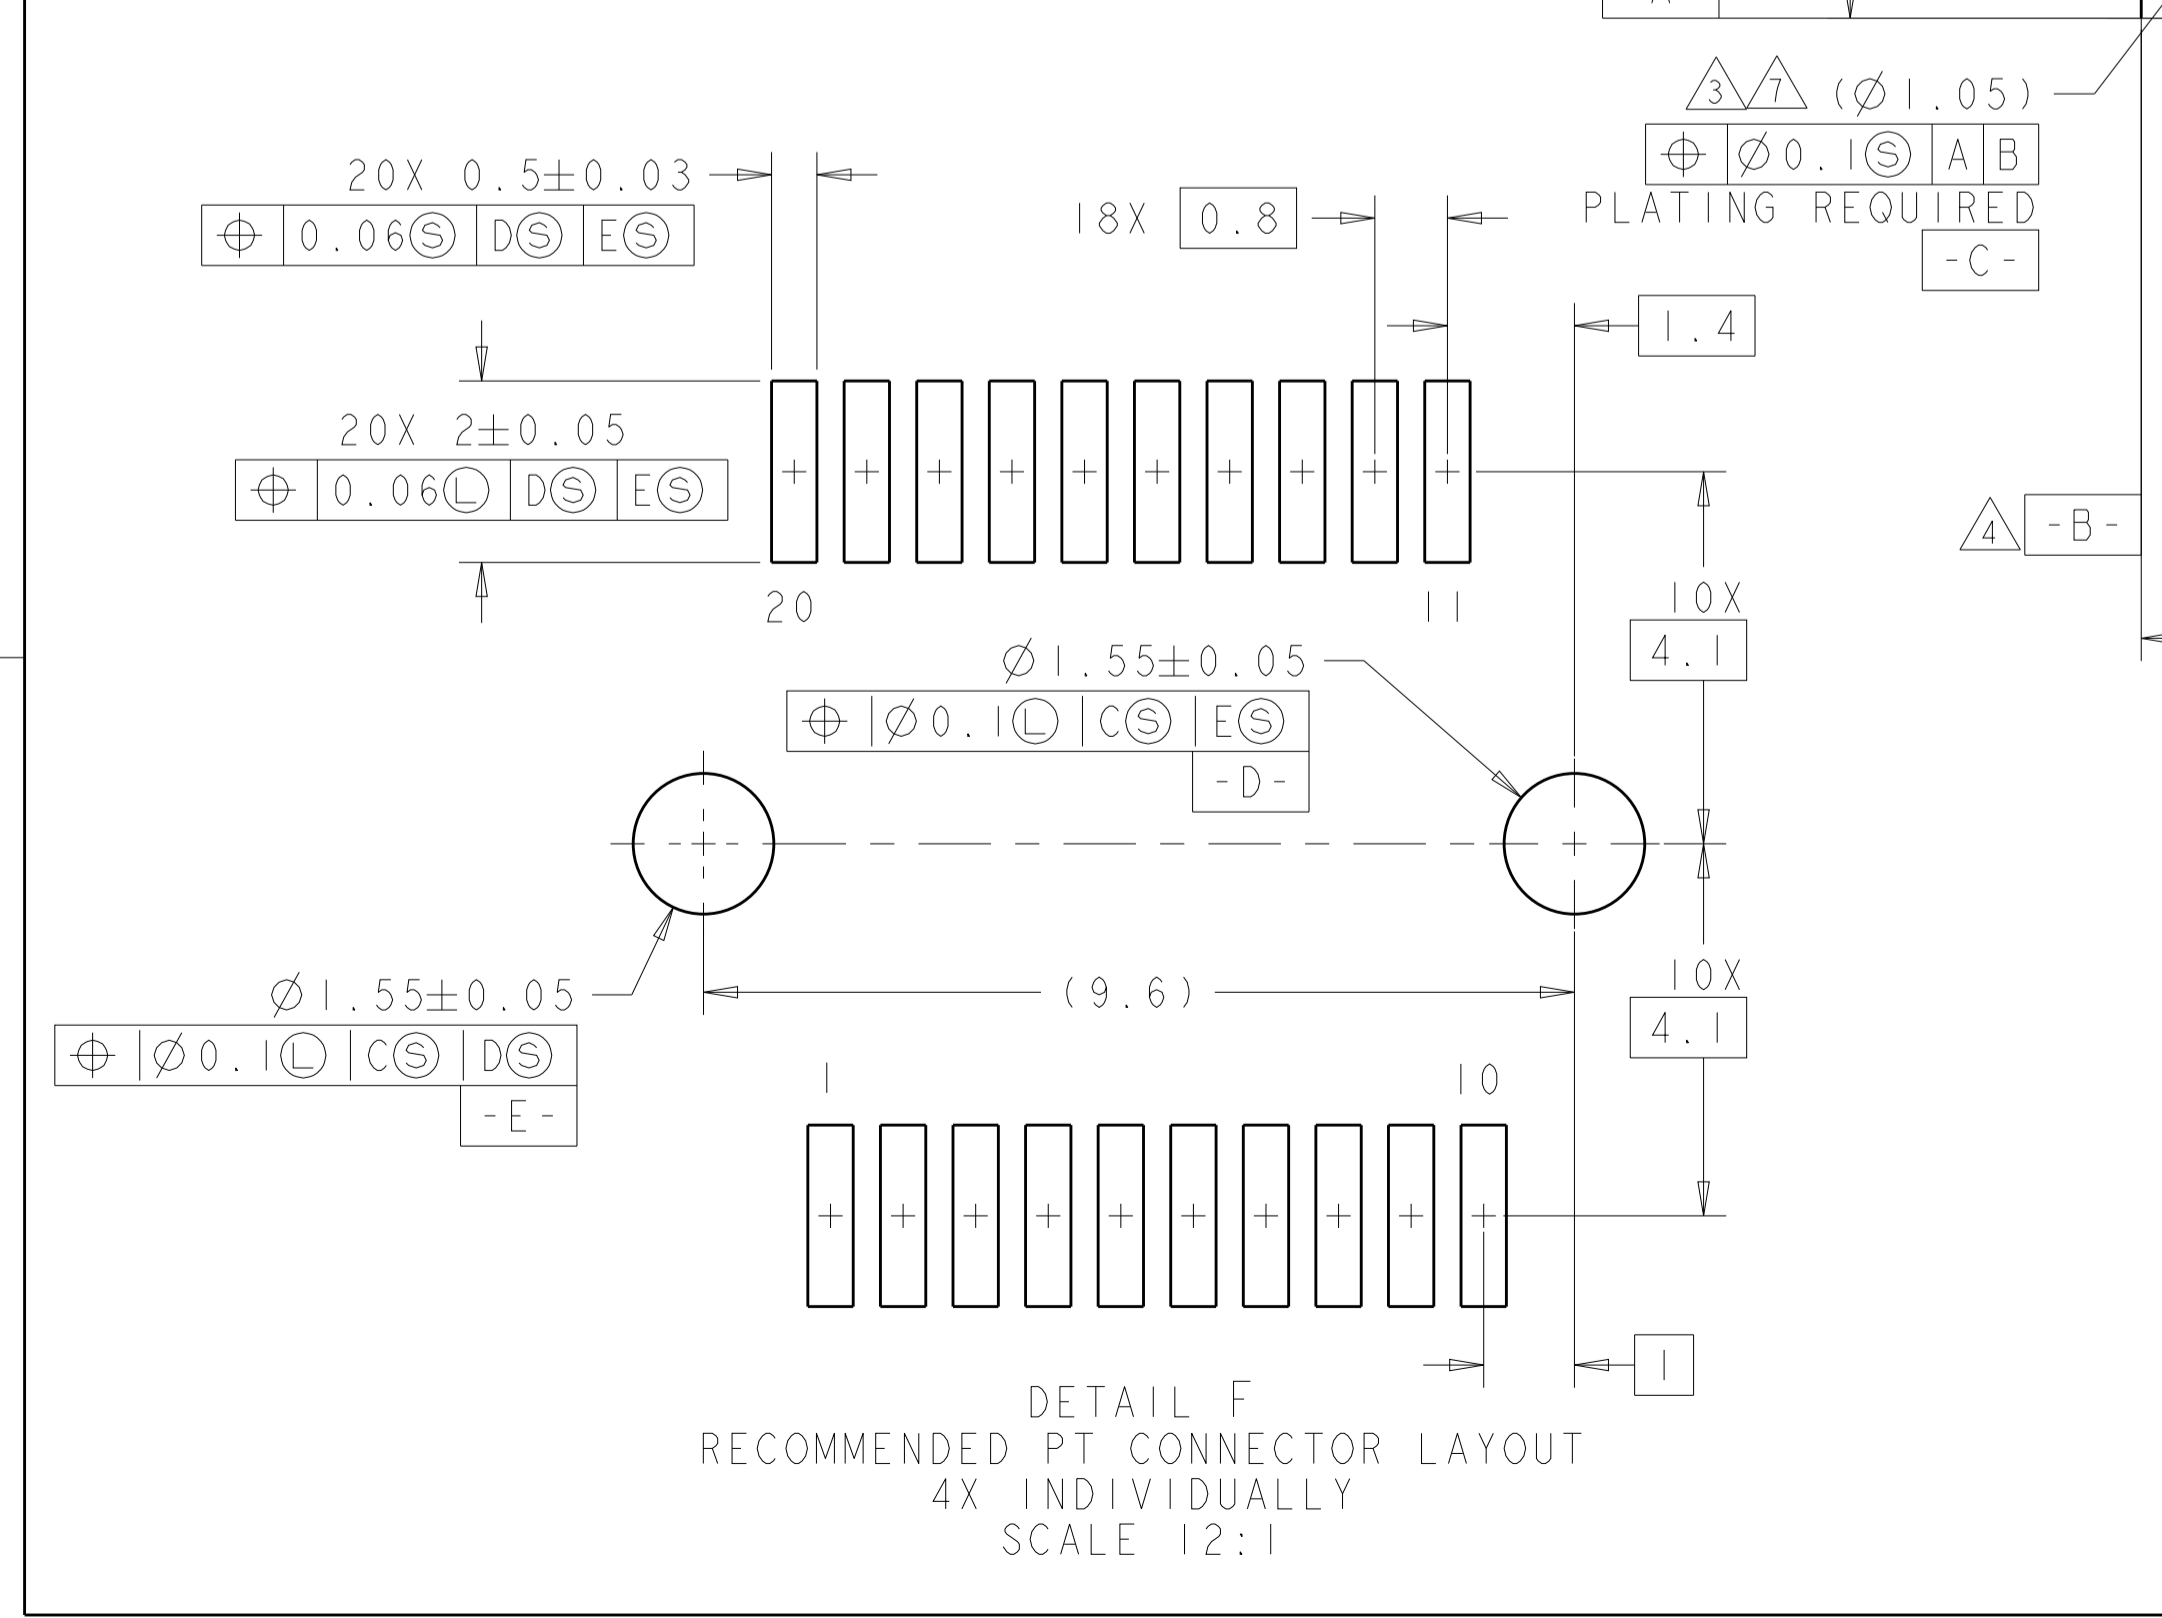 3 7 (Ø1.05)
⌖ Ø0.1Ⓢ A B
PLATING REQUIRED
-C-
20X 0.5±0.03
⌖ 0.06Ⓢ DⓈ EⓈ
18X 0.8
1.4
20X 2±0.05
⌖ 0.06Ⓛ DⓈ EⓈ
4 -B-
20
11
10X
4.1
Ø1.55±0.05
⌖ Ø0.1Ⓛ CⓈ EⓈ
-D-
Ø1.55±0.05
⌖ Ø0.1Ⓛ CⓈ DⓈ
-E-
(9.6)
10X
4.1
1
10
1
DETAIL F
RECOMMENDED PT CONNECTOR LAYOUT
4X INDIVIDUALLY
SCALE 12:1